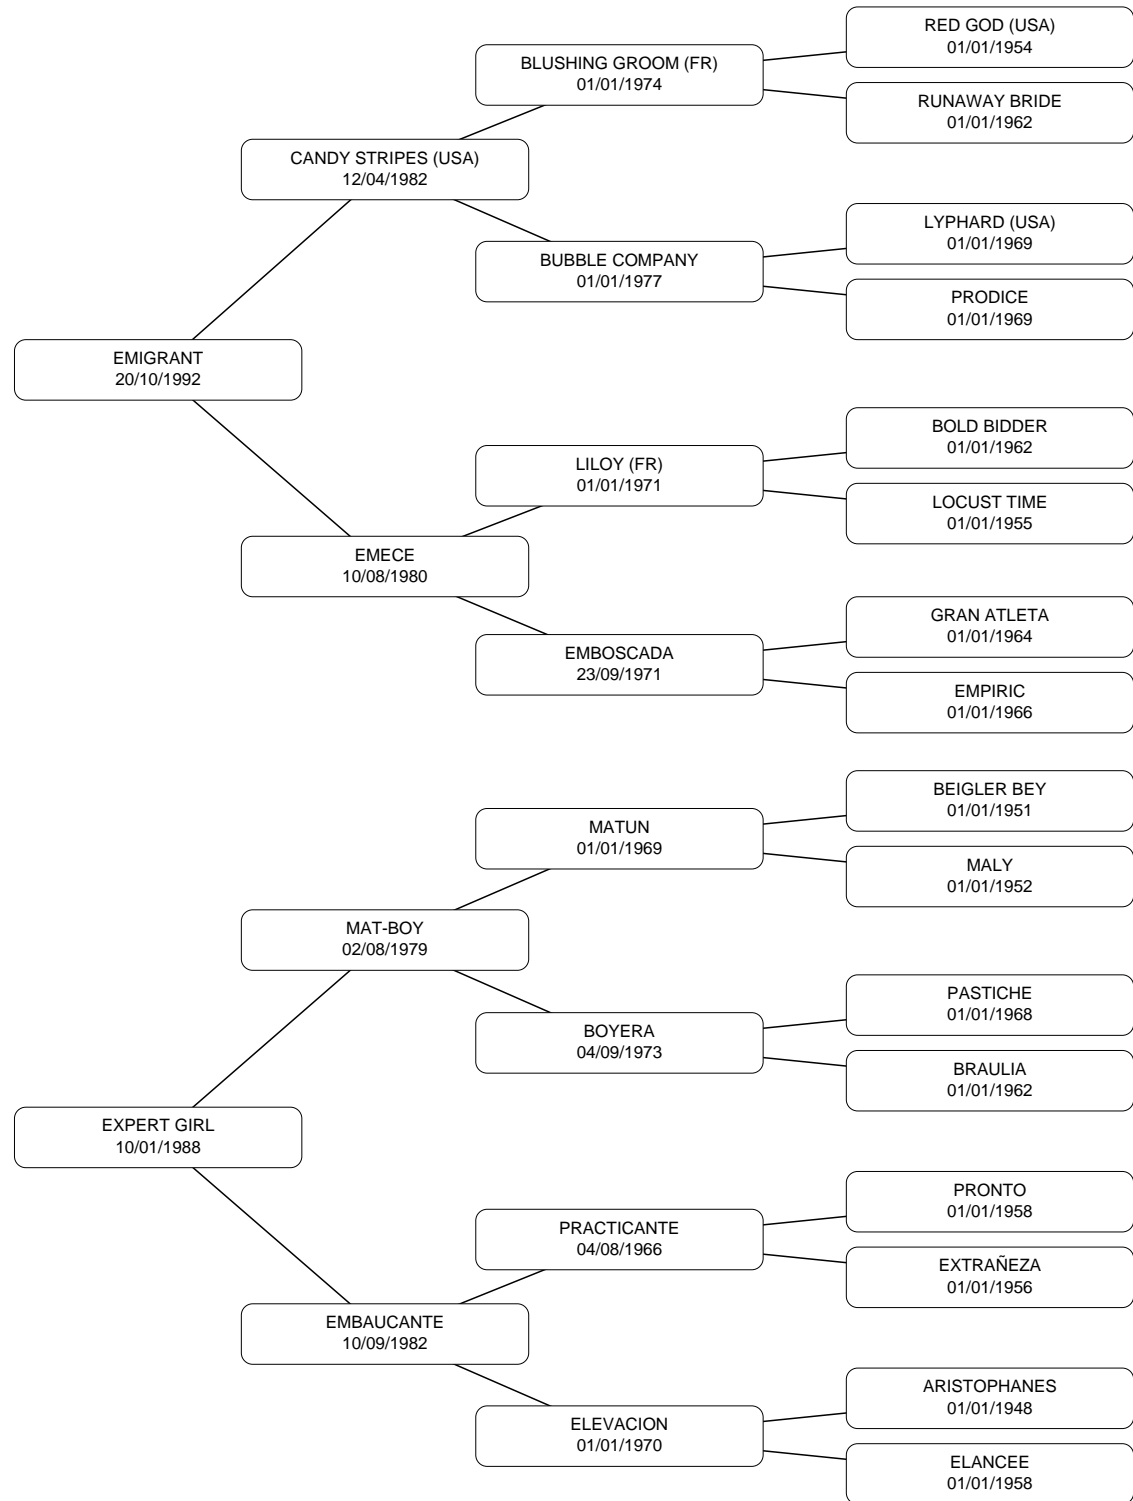 RED GOD (USA)
01/01/1954
BLUSHING GROOM (FR)
01/01/1974
RUNAWAY BRIDE
01/01/1962
CANDY STRIPES (USA)
12/04/1982
LYPHARD (USA)
01/01/1969
BUBBLE COMPANY
01/01/1977
PRODICE
01/01/1969
EMIGRANT
20/10/1992
BOLD BIDDER
01/01/1962
LILOY (FR)
01/01/1971
LOCUST TIME
01/01/1955
EMECE
10/08/1980
GRAN ATLETA
01/01/1964
EMBOSCADA
23/09/1971
EMPIRIC
01/01/1966
BEIGLER BEY
01/01/1951
MATUN
01/01/1969
MALY
01/01/1952
MAT-BOY
02/08/1979
PASTICHE
01/01/1968
BOYERA
04/09/1973
BRAULIA
01/01/1962
EXPERT GIRL
10/01/1988
PRONTO
01/01/1958
PRACTICANTE
04/08/1966
EXTRAÑEZA
01/01/1956
EMBAUCANTE
10/09/1982
ARISTOPHANES
01/01/1948
ELEVACION
01/01/1970
ELANCEE
01/01/1958